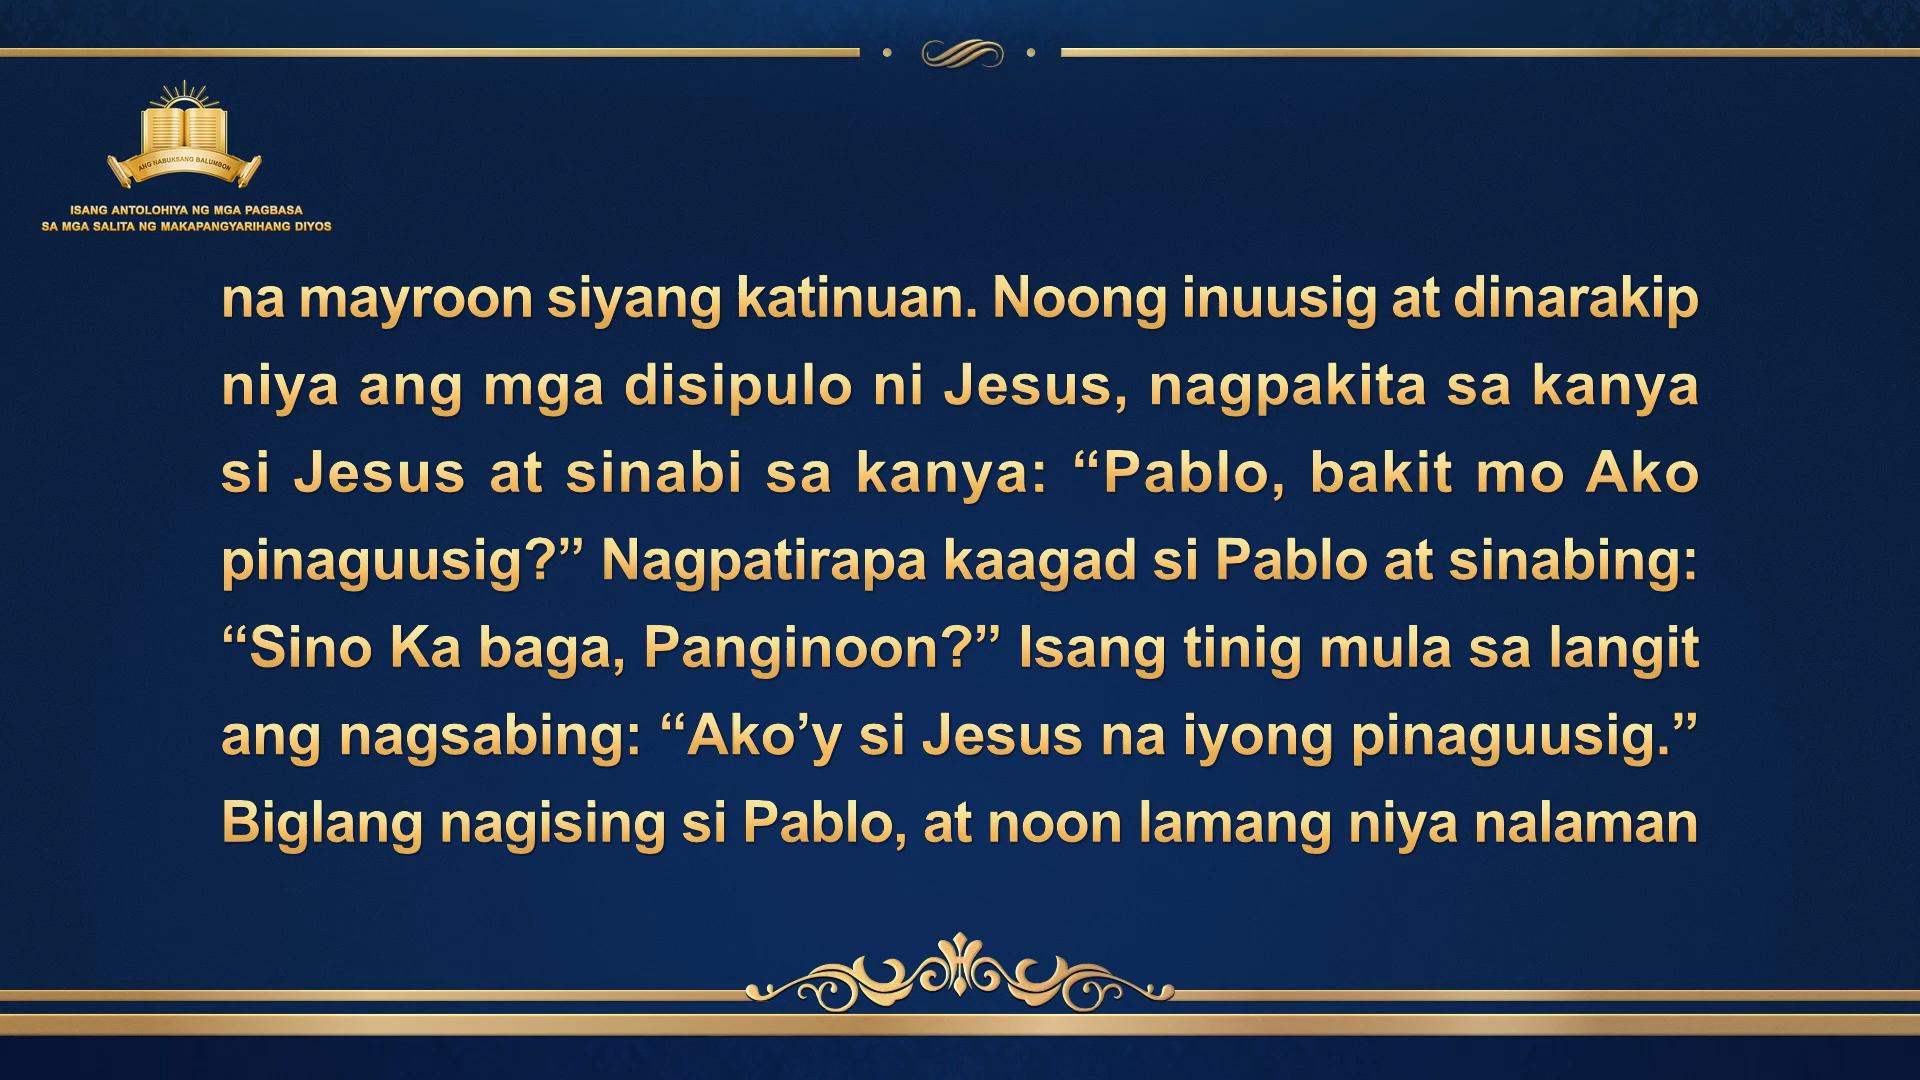 ANG NABUKSANG BALUMBON
ISANG ANTOLOHIYA NG MGA PAGBASA
SA MGA SALITA NG MAKAPANGYARIHANG DIYOS
na mayroon siyang katinuan. Noong inuusig at dinarakip
niya ang mga disipulo ni Jesus, nagpakita sa kanya
si Jesus at sinabi sa kanya: “Pablo, bakit mo Ako
pinaguusig?” Nagpatirapa kaagad si Pablo at sinabing:
“Sino Ka baga, Panginoon?” Isang tinig mula sa langit
ang nagsabing: “Ako’y si Jesus na iyong pinaguusig.”
Biglang nagising si Pablo, at noon lamang niya nalaman